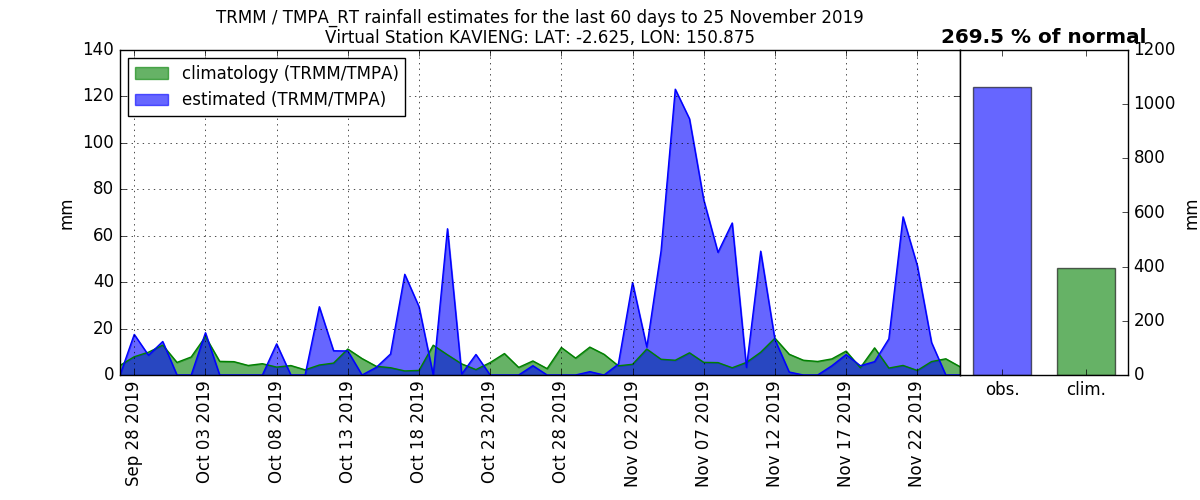 TRMM / TMPA_RT rainfall estimates for the last 60 days to 25 November 2019
Virtual Station KAVIENG: LAT: -2.625, LON: 150.875
269.5 % of normal
climatology (TRMM/TMPA)
estimated (TRMM/TMPA)
mm
140
120
100
80
60
40
20
0
Sep 28 2019
Oct 03 2019
Oct 08 2019
Oct 13 2019
Oct 18 2019
Oct 23 2019
Oct 28 2019
Nov 02 2019
Nov 07 2019
Nov 12 2019
Nov 17 2019
Nov 22 2019
obs.
clim.
1200
1000
800
600
400
200
0
mm